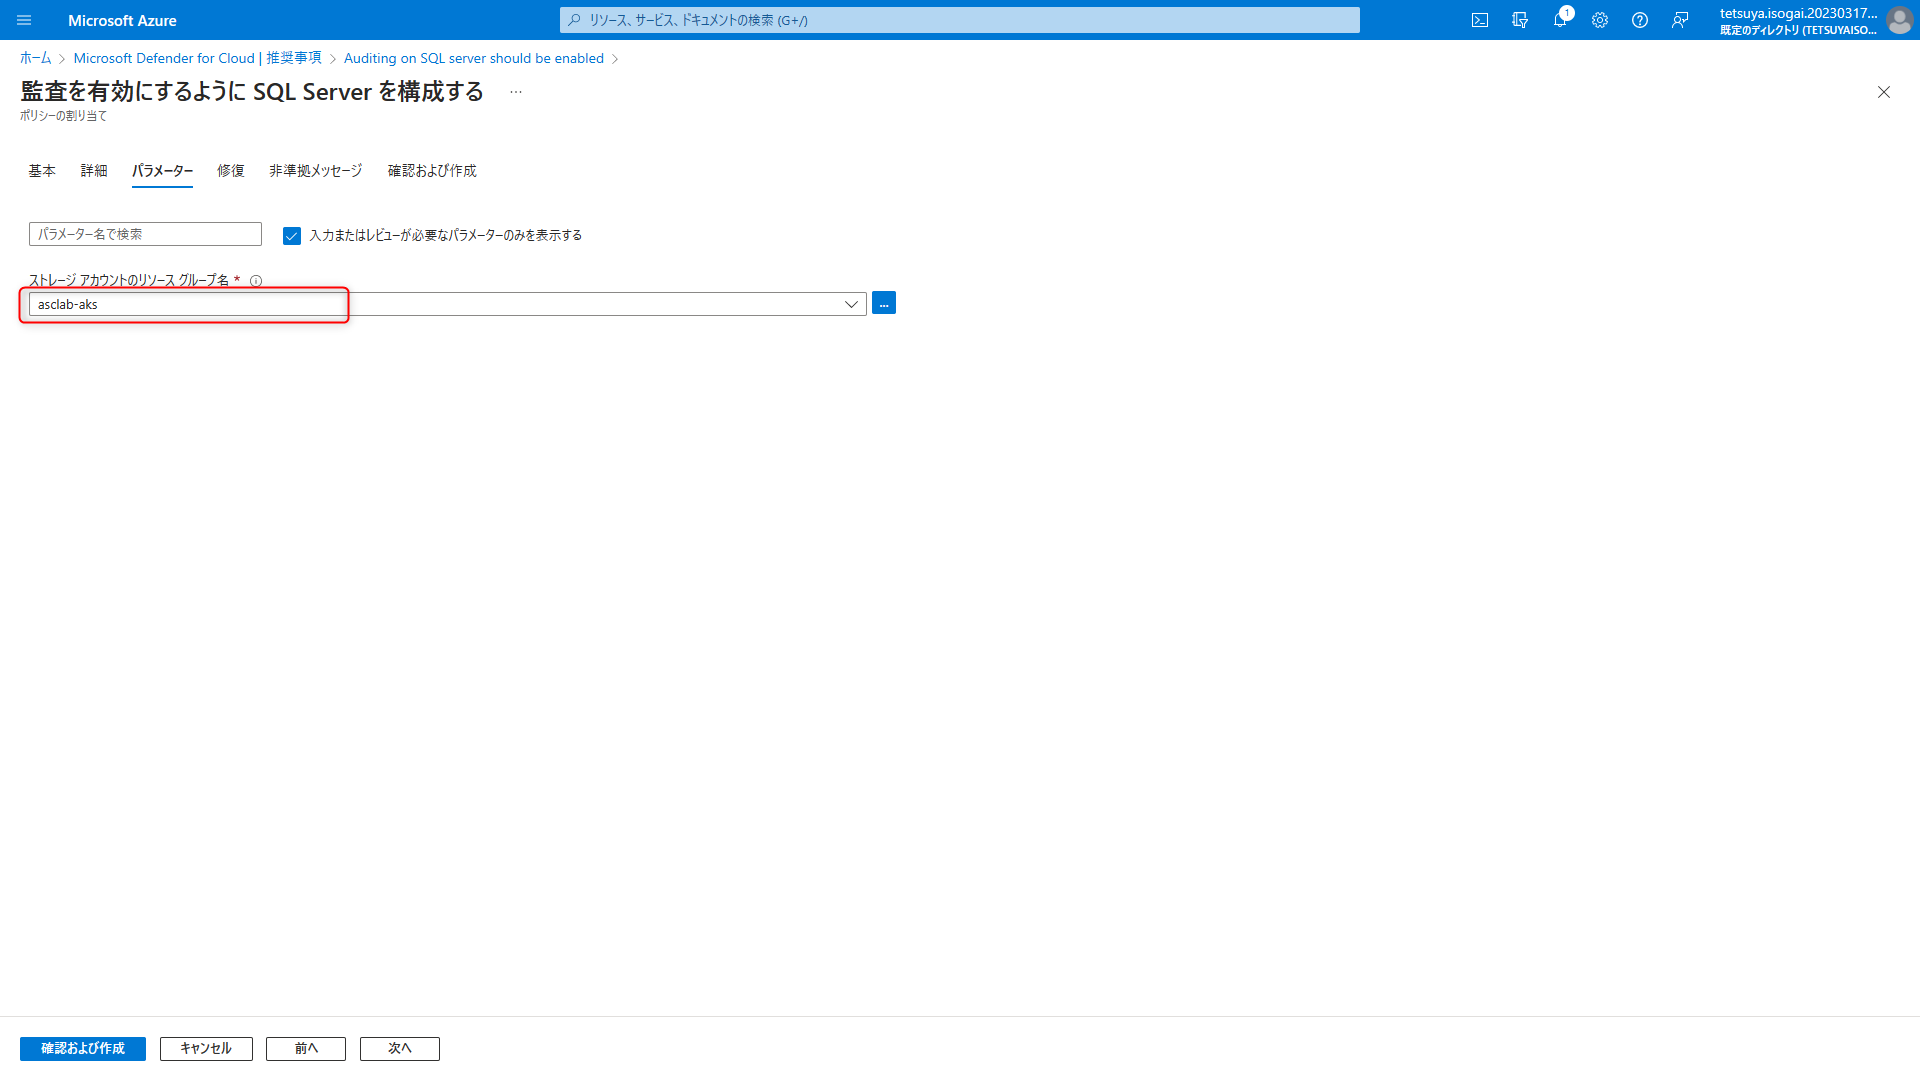 Microsoft Azure
リソース、サービス、ドキュメントの検索 (G+/)
1
tetsuya.isogai.20230317...
既定のディレクトリ (TETSUYAISO...
ホーム > Microsoft Defender for Cloud | 推奨事項 > Auditing on SQL server should be enabled >
監査を有効にするように SQL Server を構成する ...
ポリシーの割り当て
基本 詳細 パラメーター 修復 非準拠メッセージ 確認および作成
パラメーター名で検索
入力またはレビューが必要なパラメーターのみを表示する
ストレージ アカウントのリソース グループ名 *
asclab-aks
...
確認および作成 キャンセル 前へ 次へ